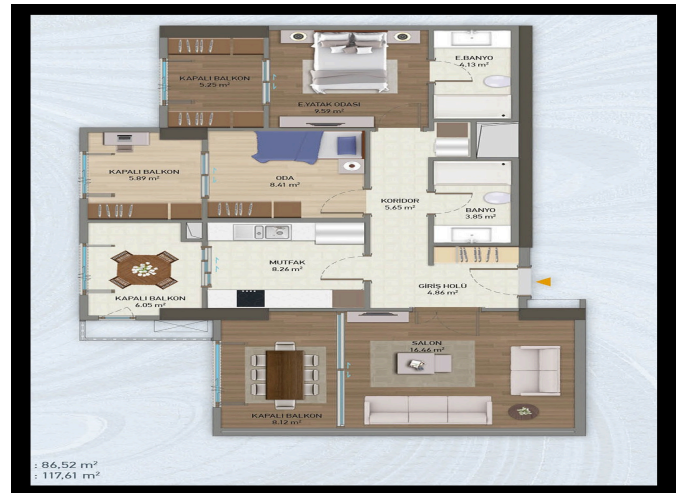 E.BANYO
4.13 m²
KAPALI BALKON
5.25 m²
E.YATAK ODASI
9.59 m²
KAPALI BALKON
5.89 m²
ODA
8.41 m²
KORİDOR
5.65 m²
BANYO
3.85 m²
MUTFAK
8.26 m²
GİRİŞ HOLÜ
4.86 m²
KAPALI BALKON
6.05 m²
SALON
16.46 m²
KAPALI BALKON
8.12 m²
: 86,52 m²
: 117,61 m²